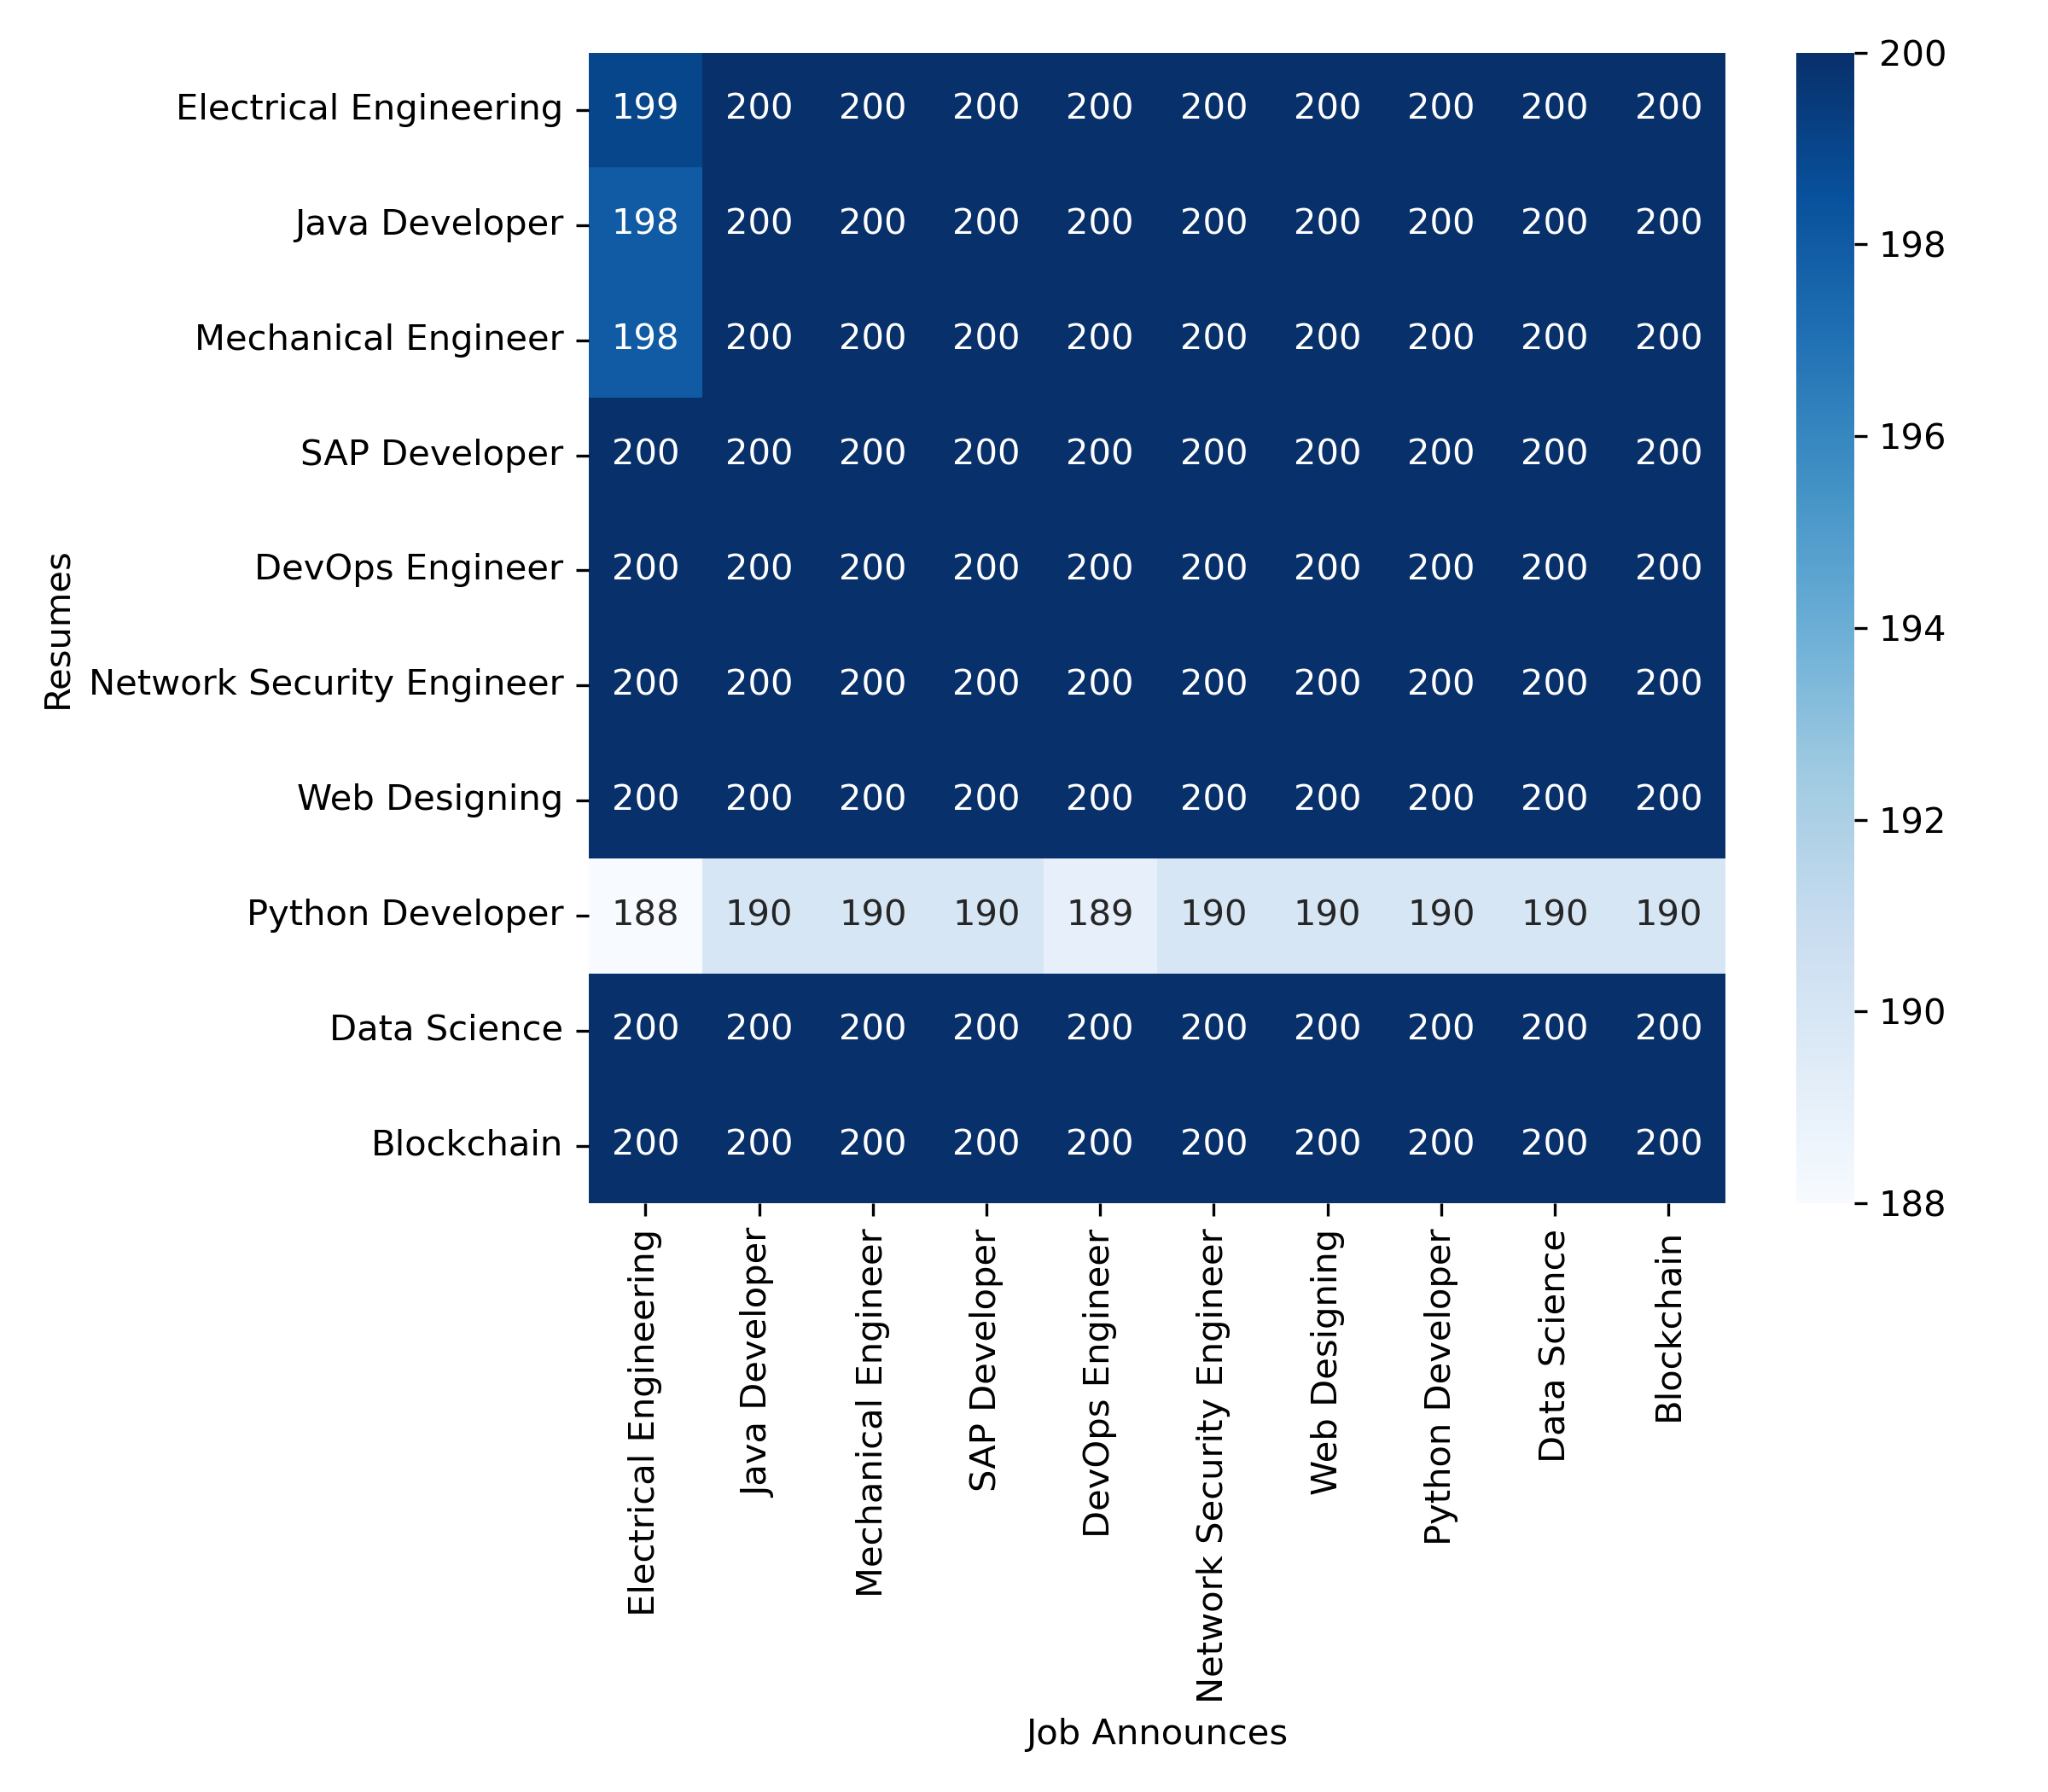 Electrical Engineering 199 200 200 200 200 200 200 200 200 200
Java Developer 198 200 200 200 200 200 200 200 200 200
Mechanical Engineer 198 200 200 200 200 200 200 200 200 200
SAP Developer 200 200 200 200 200 200 200 200 200 200
DevOps Engineer 200 200 200 200 200 200 200 200 200 200
Network Security Engineer 200 200 200 200 200 200 200 200 200 200
Web Designing 200 200 200 200 200 200 200 200 200 200
Python Developer 188 190 190 190 189 190 190 190 190 190
Data Science 200 200 200 200 200 200 200 200 200 200
Blockchain 200 200 200 200 200 200 200 200 200 200
Resumes
Electrical Engineering
Java Developer
Mechanical Engineer
SAP Developer
DevOps Engineer
Network Security Engineer
Web Designing
Python Developer
Data Science
Blockchain
Job Announces
200
198
196
194
192
190
188